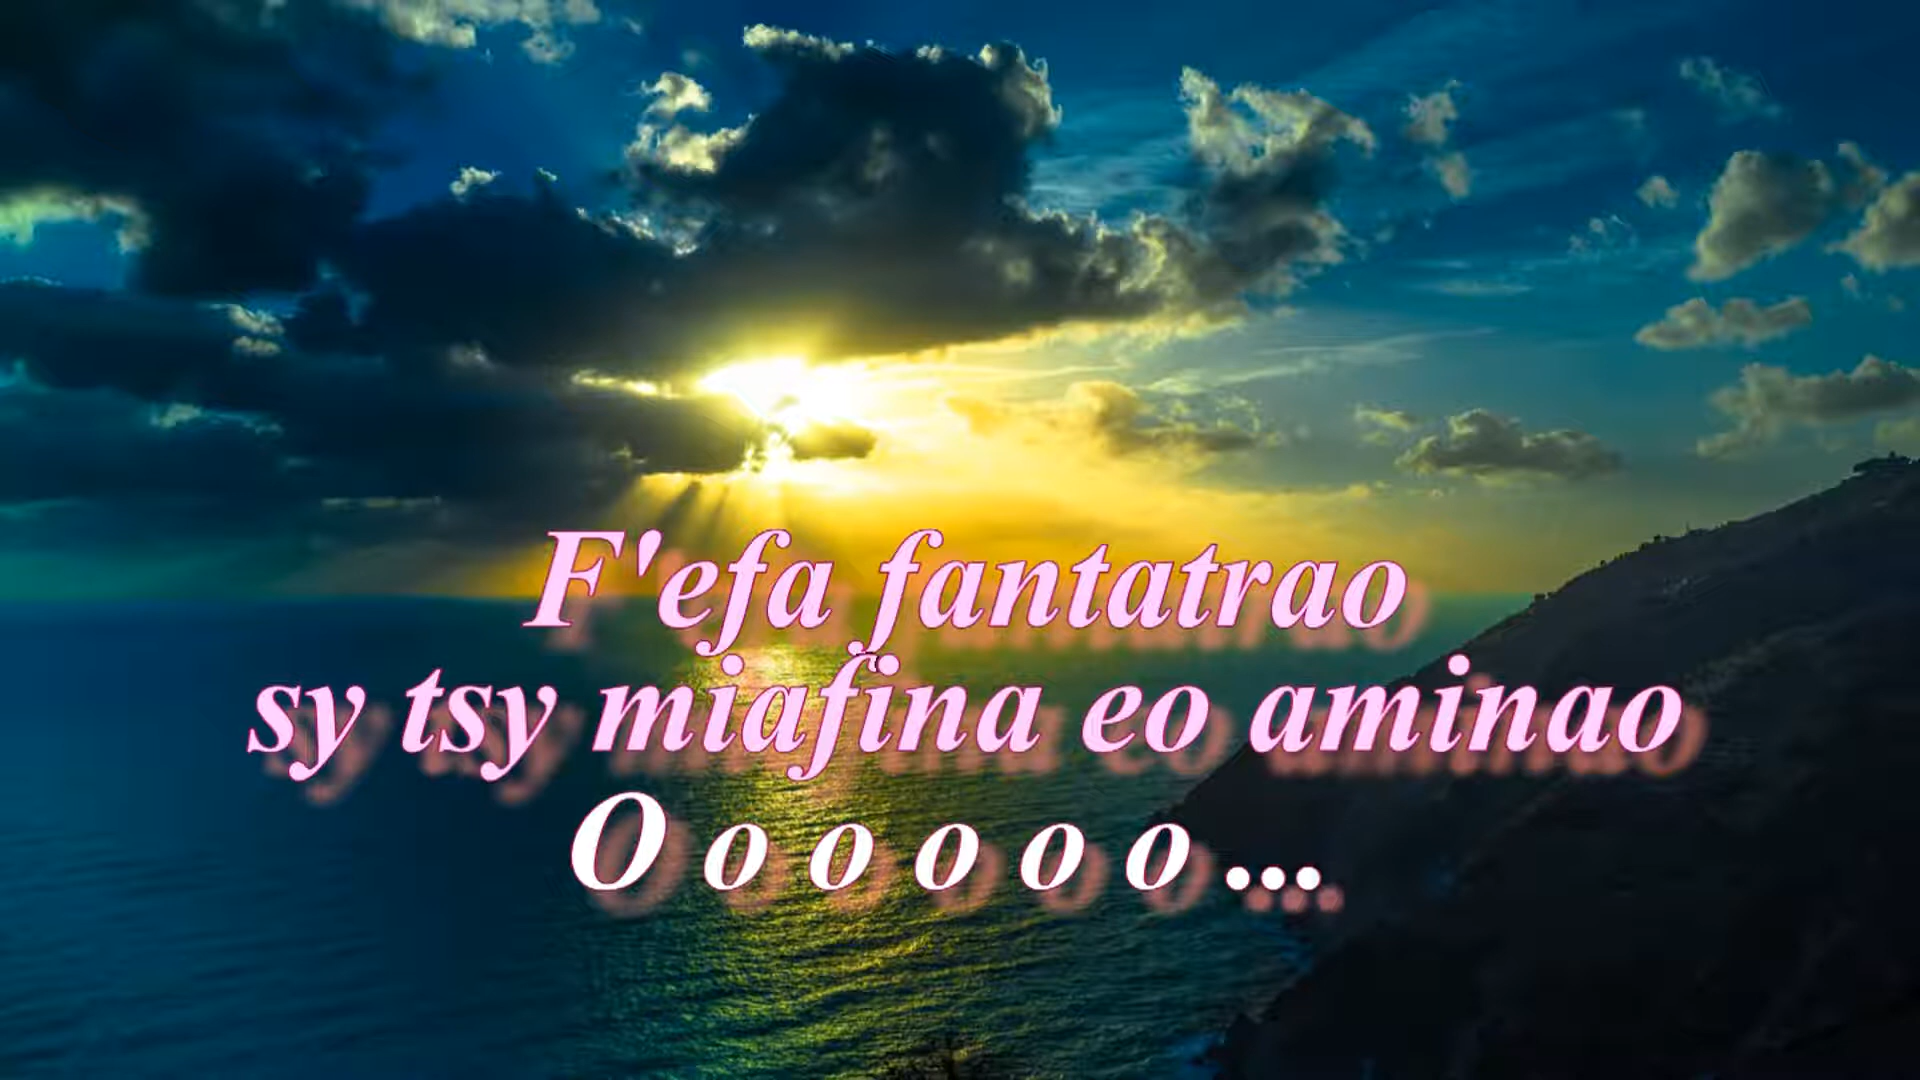 F'efa fantatrao
sy tsy miafina eo aminao
O o o o o o ...